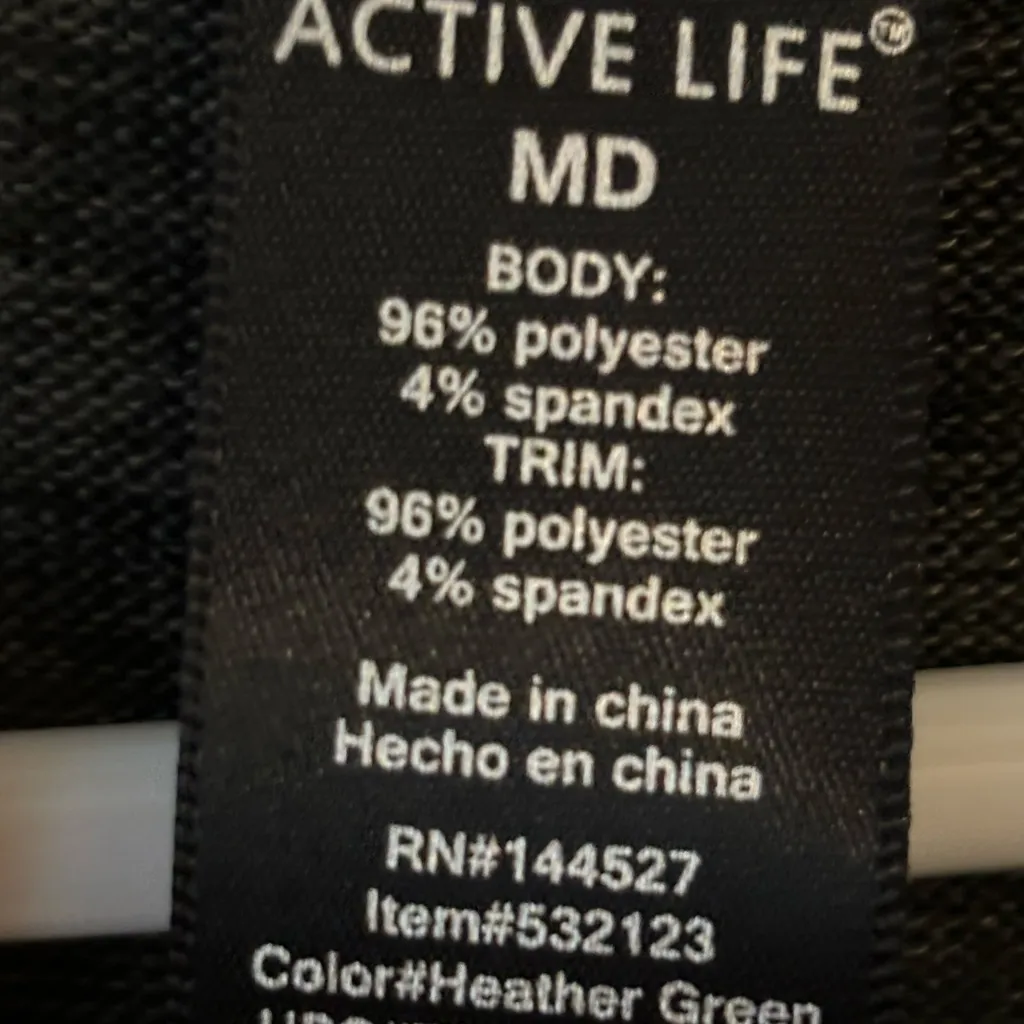 ACTIVE LIFE™
MD
BODY:
96% polyester
4% spandex
TRIM:
96% polyester
4% spandex
Made in china
Hecho en china
RN#144527
Item#532123
Color#Heather Green